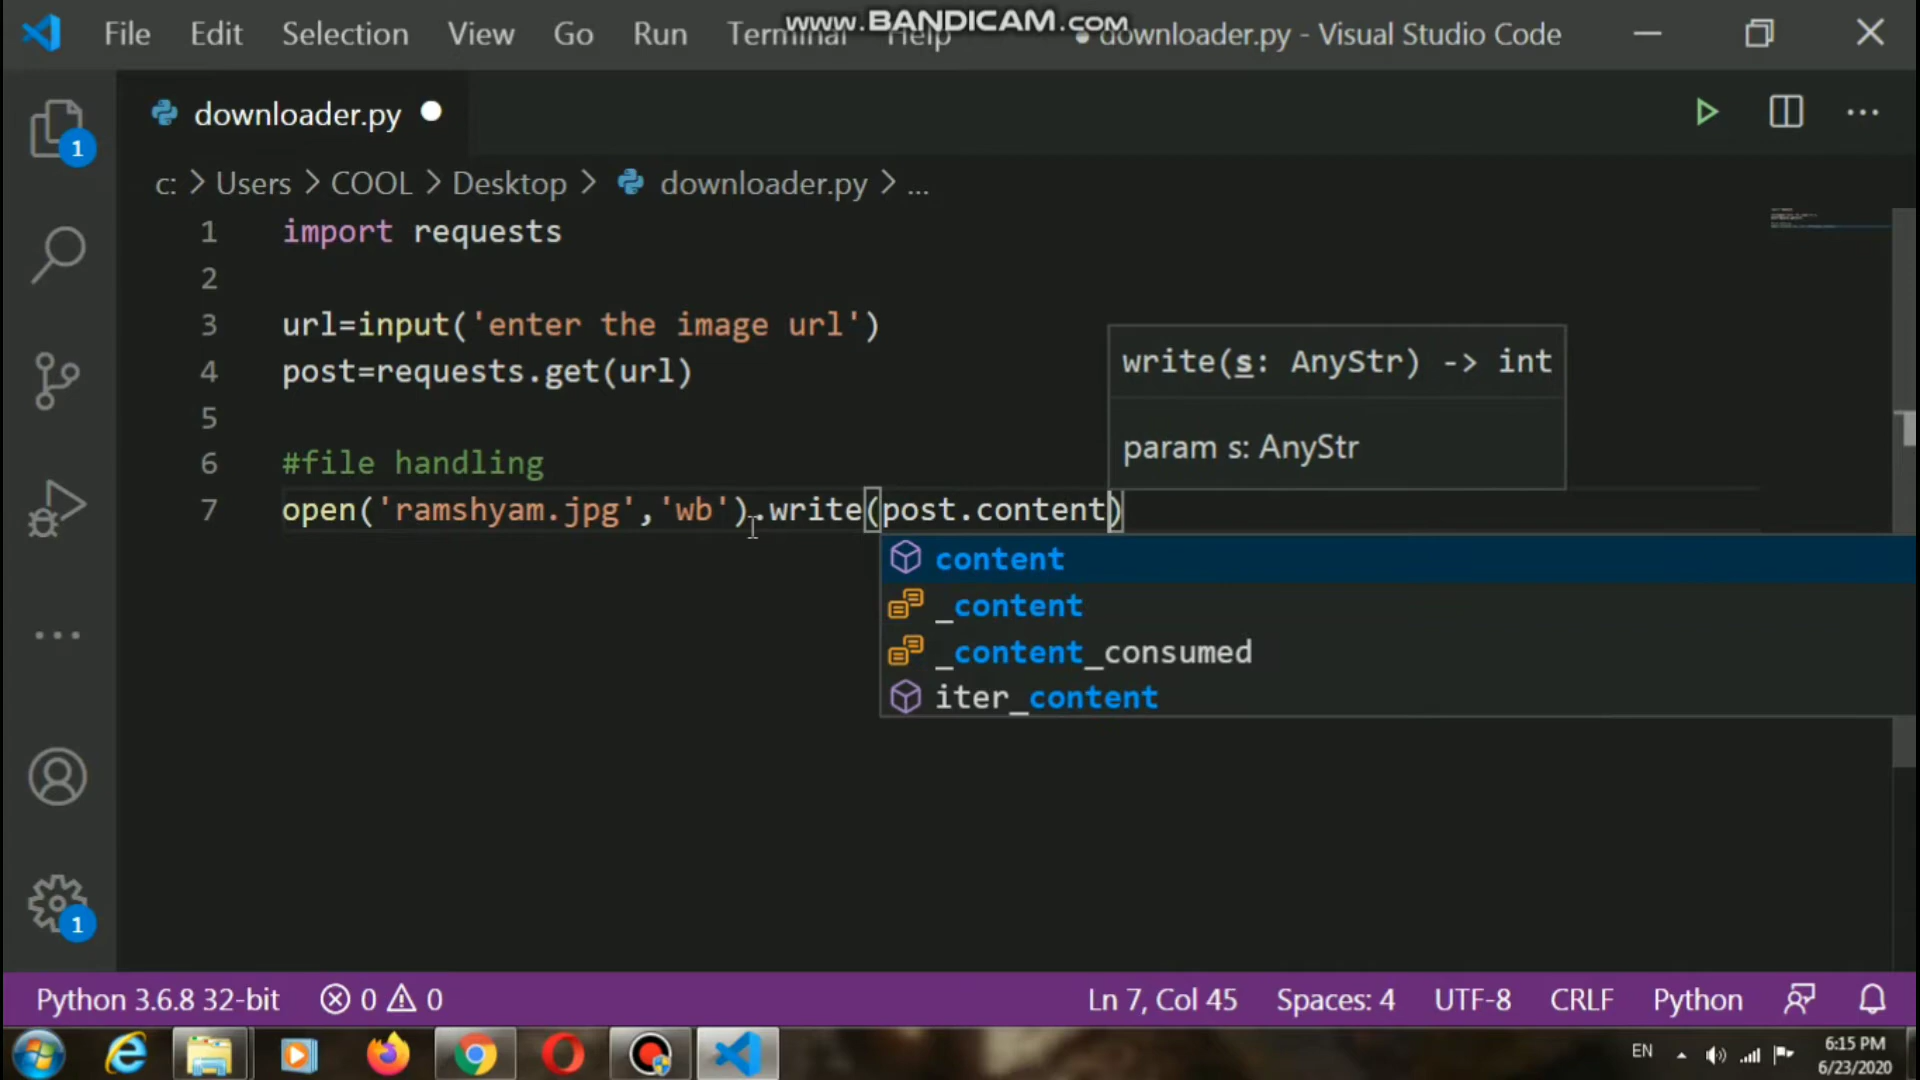 www.BANDICAM.com
File Edit Selection View Go Run Terminal Help ● downloader.py - Visual Studio Code
downloader.py
c: > Users > COOL > Desktop > downloader.py > ...
1 import requests
2
3 url=input('enter the image url')
4 post=requests.get(url)
5
6 #file handling
7 open('ramshyam.jpg','wb').write(post.content)
write(s: AnyStr) -> int
param s: AnyStr
content
_content
_content_consumed
iter_content
1
1
Python 3.6.8 32-bit 0 0 Ln 7, Col 45 Spaces: 4 UTF-8 CRLF Python
EN 6:15 PM
6/23/2020